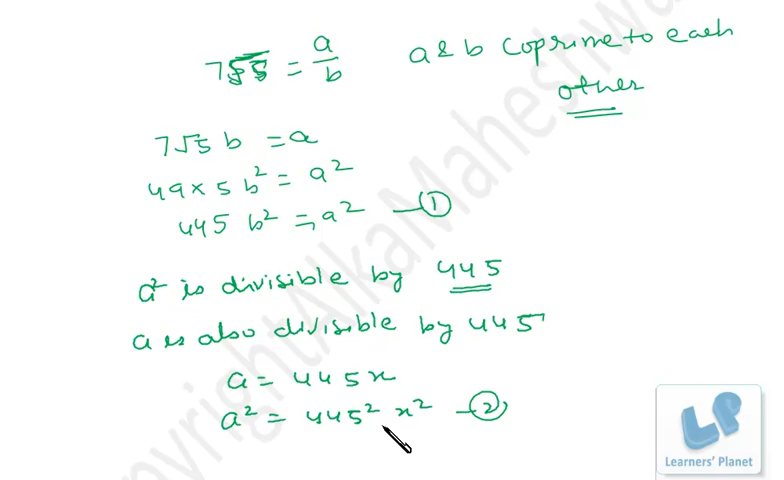 7√5 = a/b a & b coprime to each
other
7√5 b = a
49 × 5 b² = a²
445 b² = a² — ①
a² is divisible by 445
a is also divisible by 445
a = 445x
a² = 445² x² — ②
LP
Learners' Planet